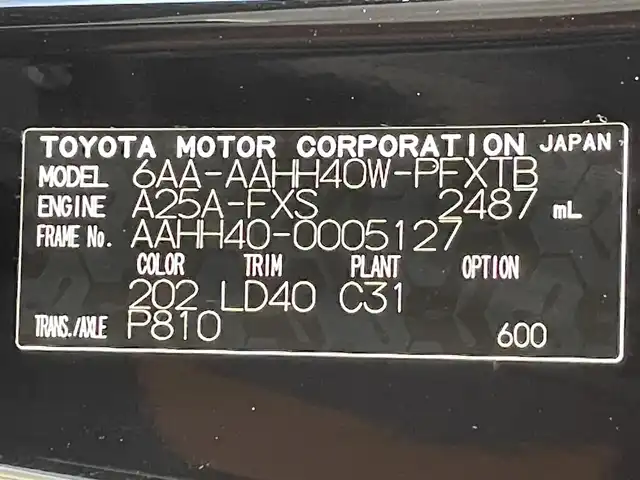 TOYOTA MOTOR CORPORATION JAPAN
MODEL 6AA-AAHH40W-PFXTB
ENGINE A25A-FXS 2487 mL
FRAME No. AAHH40-0005127
COLOR TRIM PLANT OPTION
202 LD40 C31
TRANS./AXLE P810 600